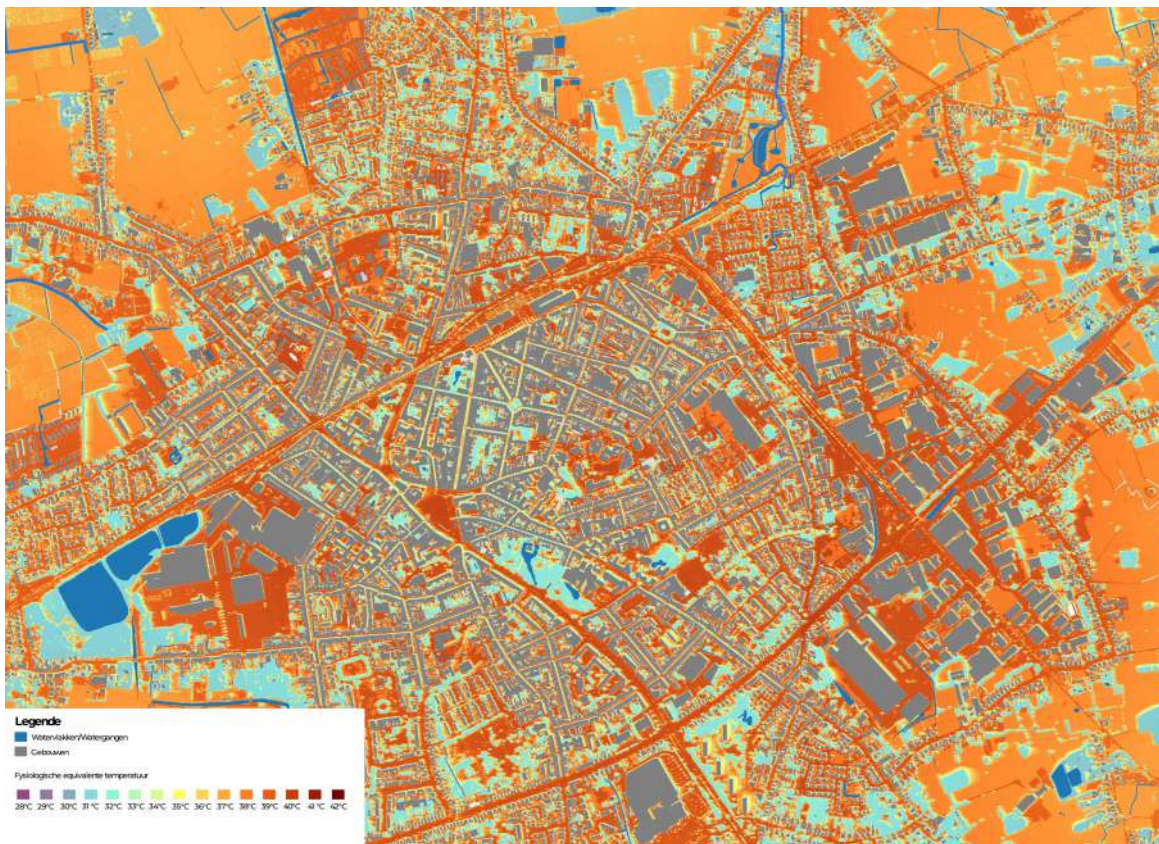 Legende
Watervlakken/Watergangen
Gebouwen
Fysiologische equivalente temperatuur
28°C 29°C 30°C 31 °C 32°C 33°C 34°C 35°C 36°C 37°C 38°C 39°C 40°C 41 °C 42°C